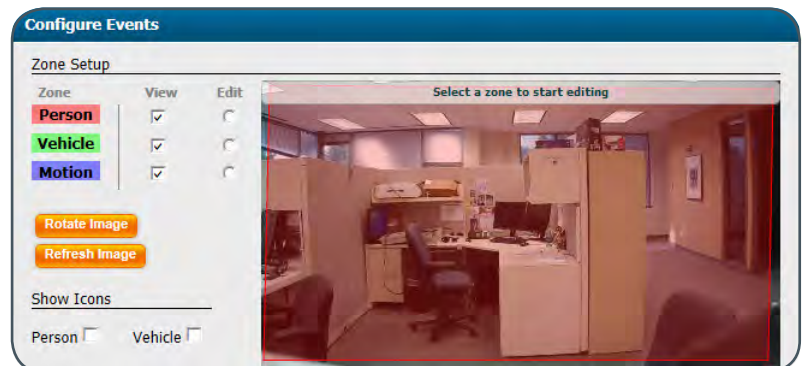 Configure Events
Zone Setup
Zone View Edit
Select a zone to start editing
Person
Vehicle
Motion
Rotate Image
Refresh Image
Show Icons
Person Vehicle